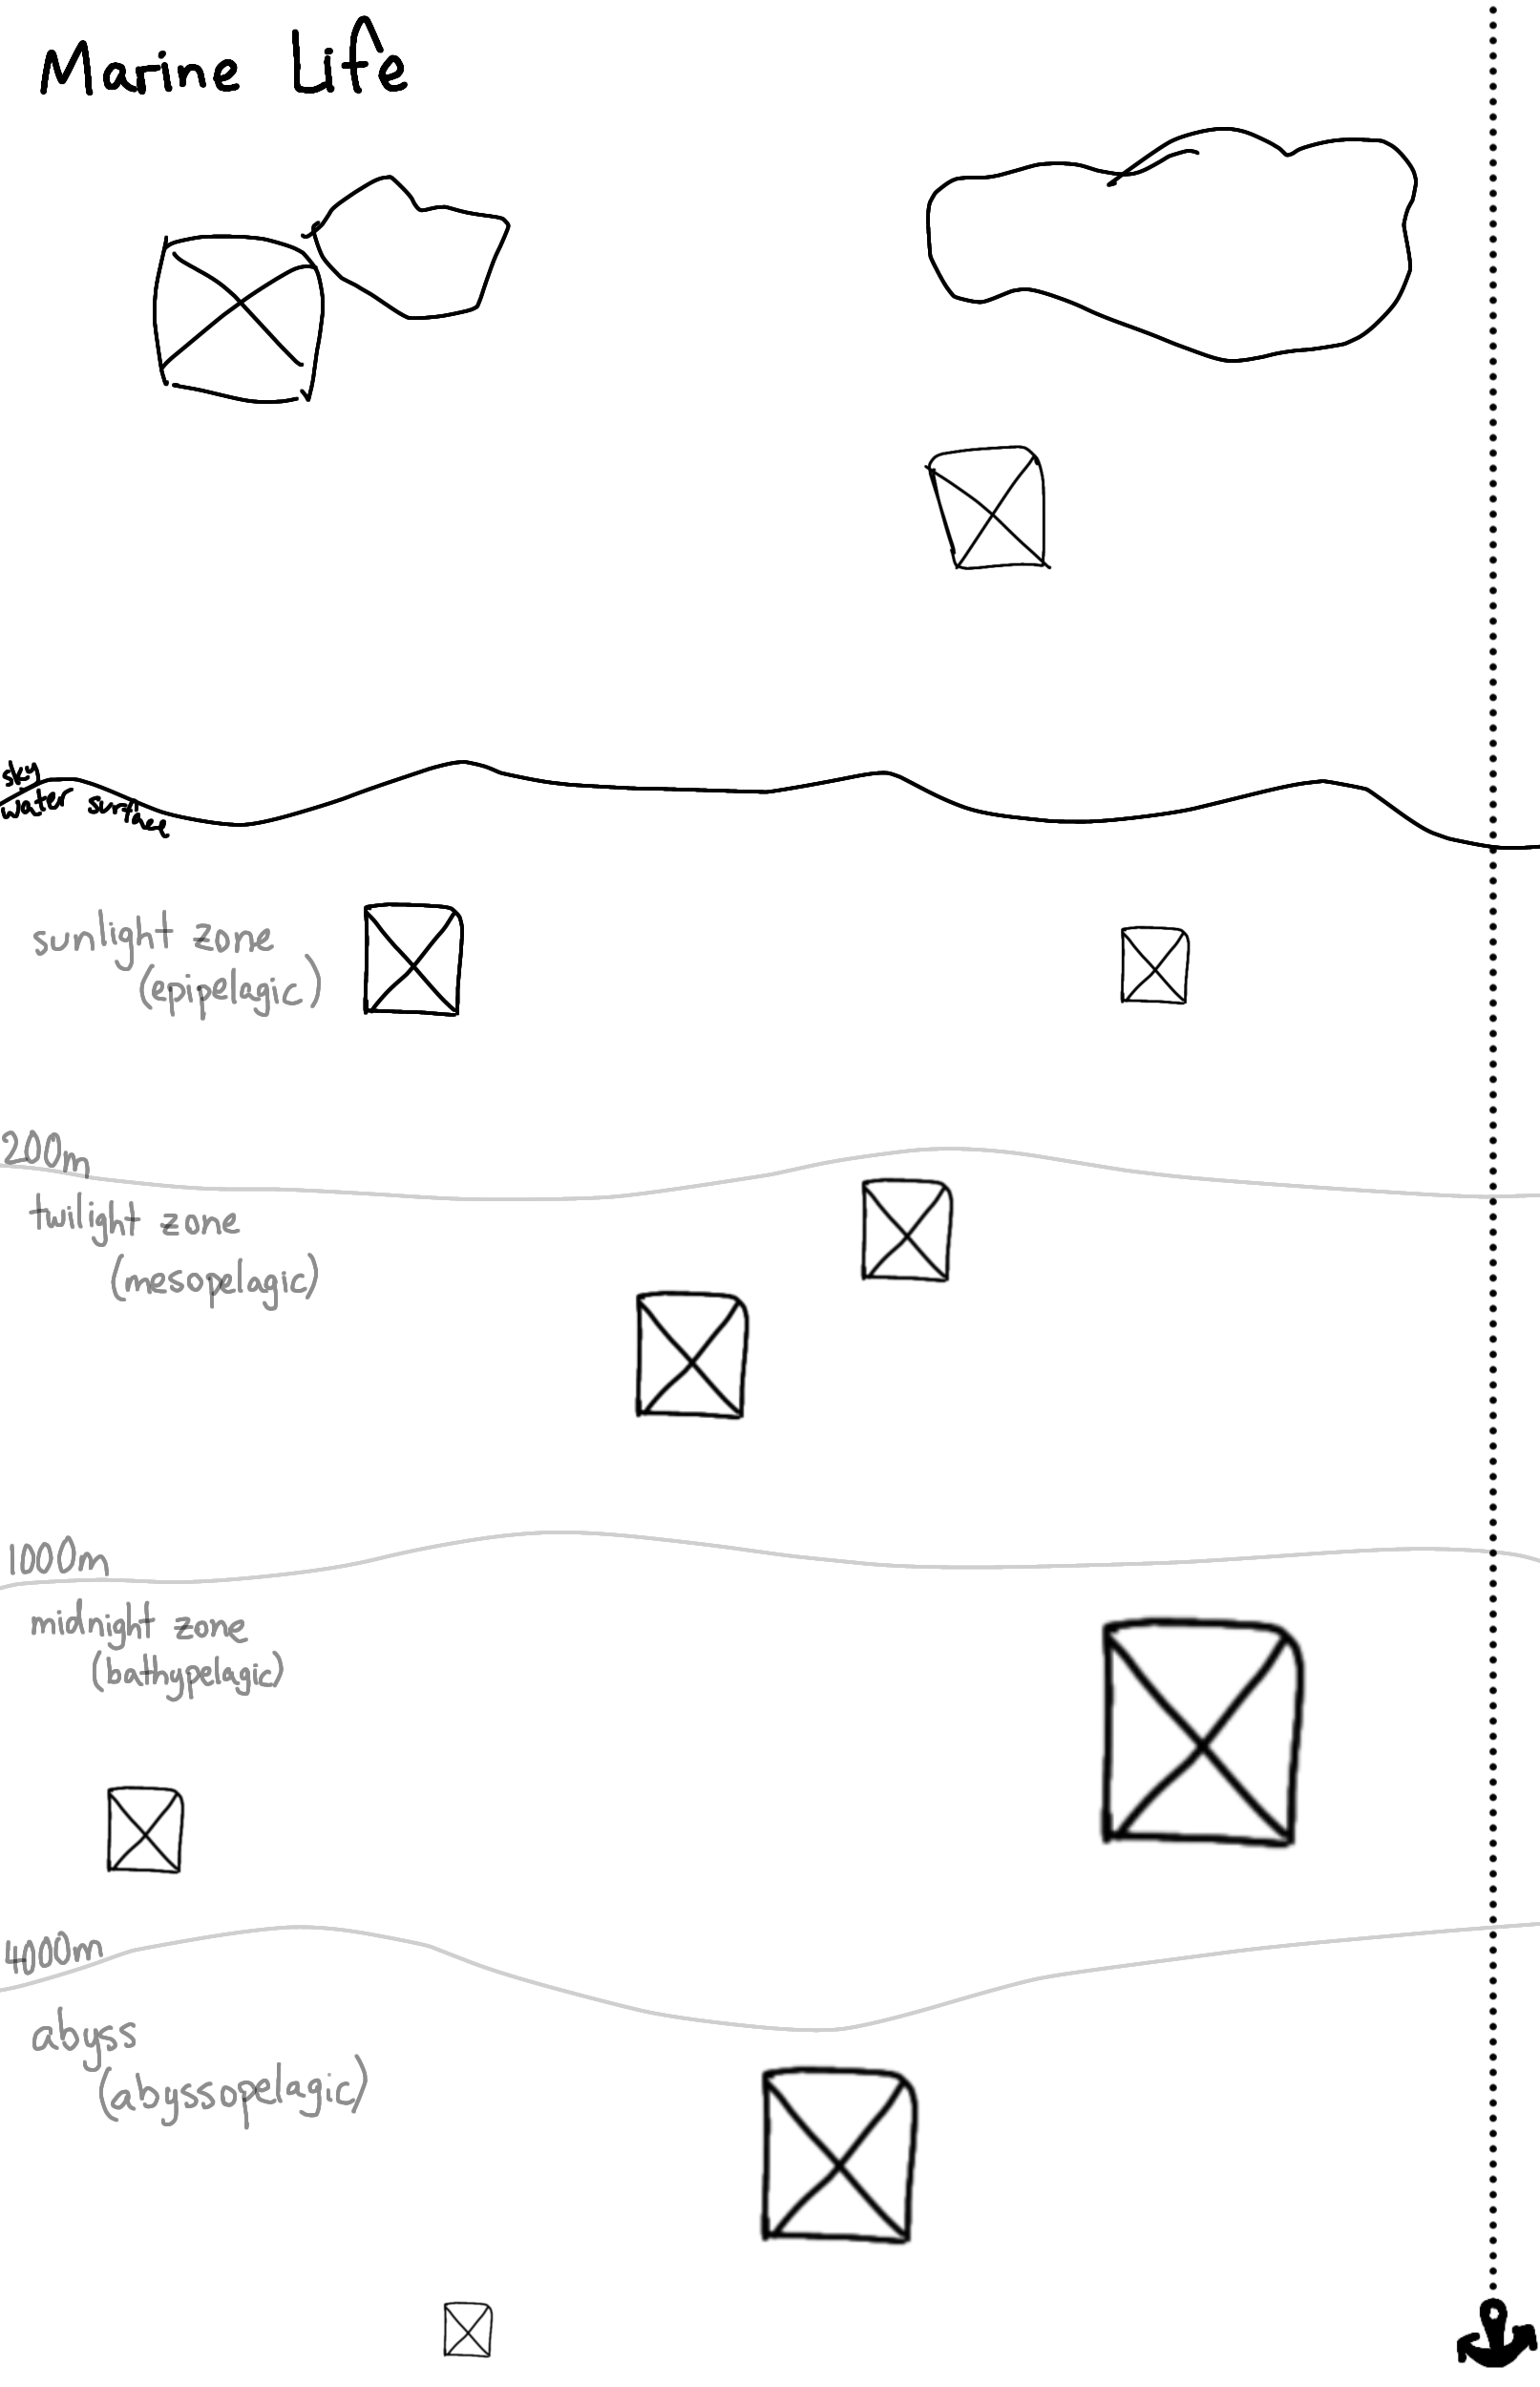 Marine Life
sky
water surface
sunlight zone
(epipelagic)
200m
twilight zone
(mesopelagic)
1000m
midnight zone
(bathypelagic)
4000m
abyss
(abyssopelagic)